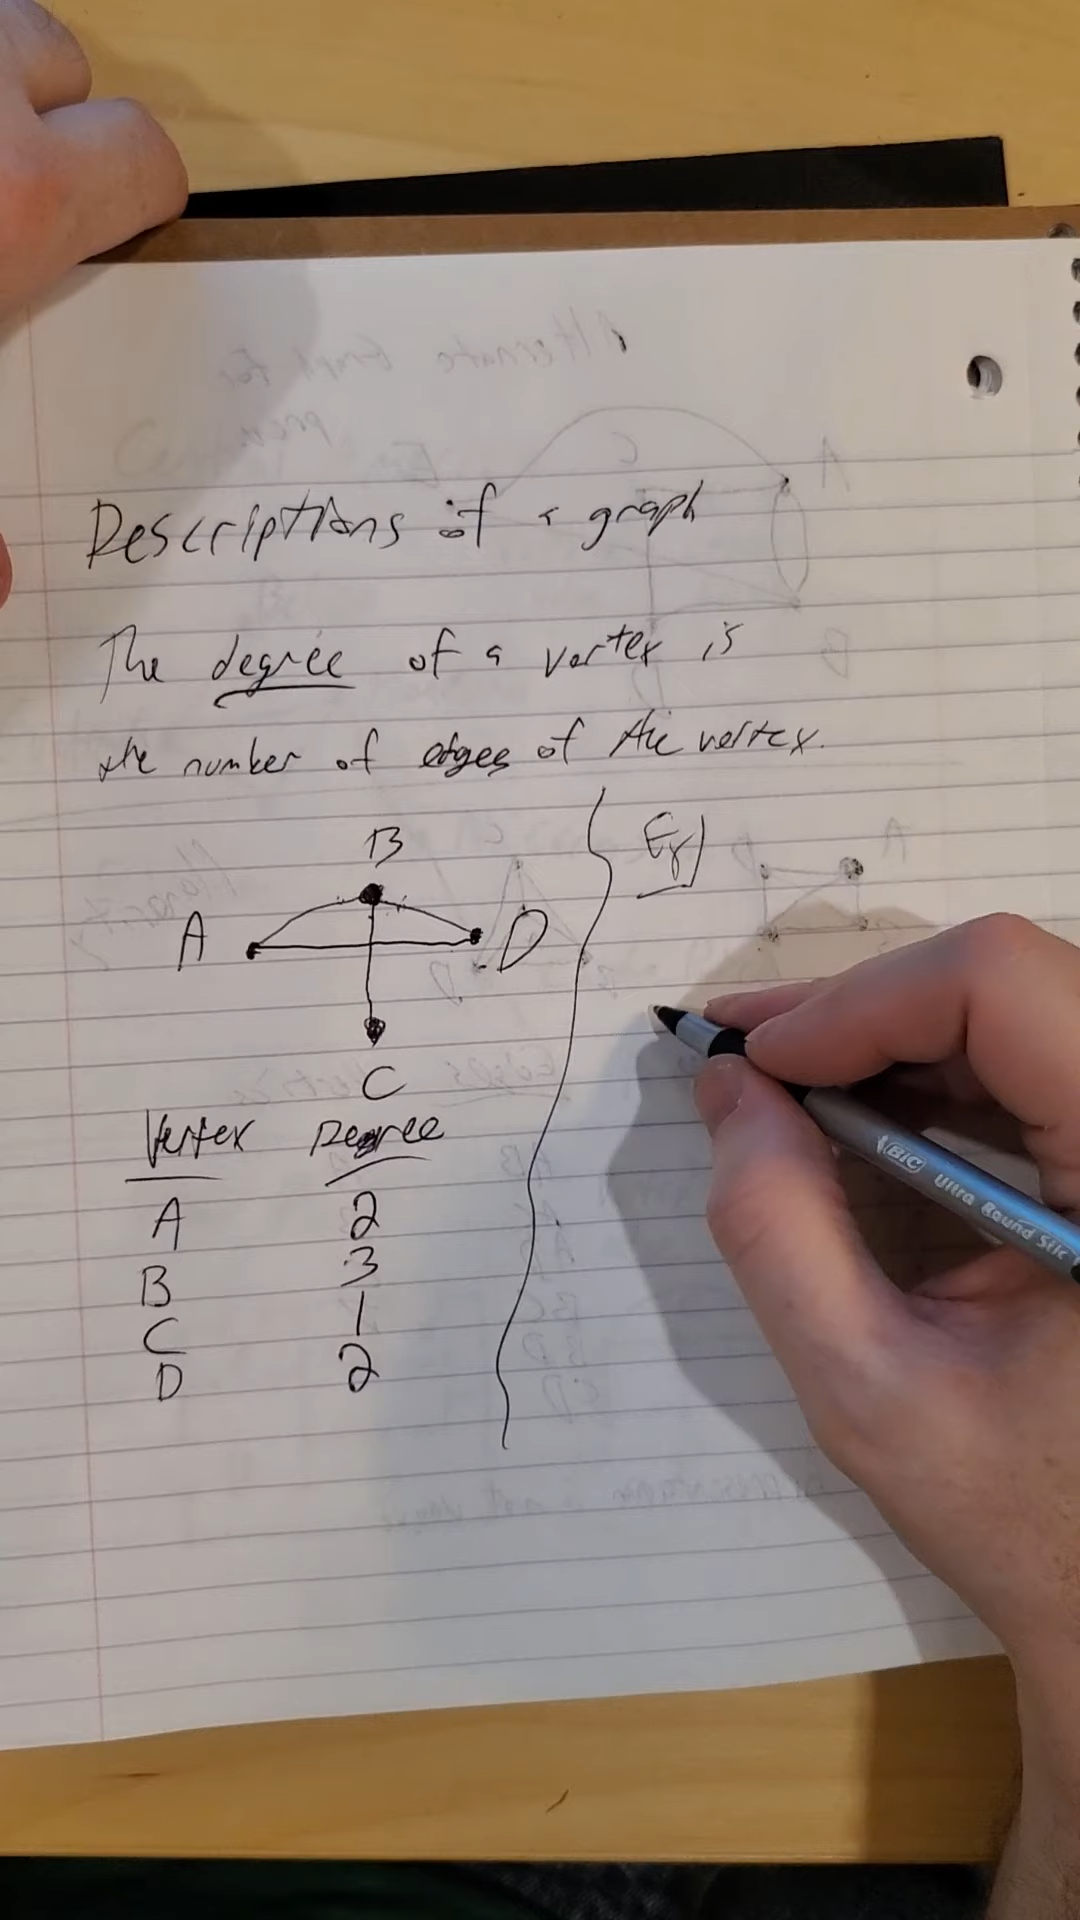 Descriptions of a graph
The degree of a vertex is
the number of edges of the vertex.
B
A
D
C
Ex)
Vertex Degree
A 2
B 3
C 1
D 2
BIC Ultra Round Stic